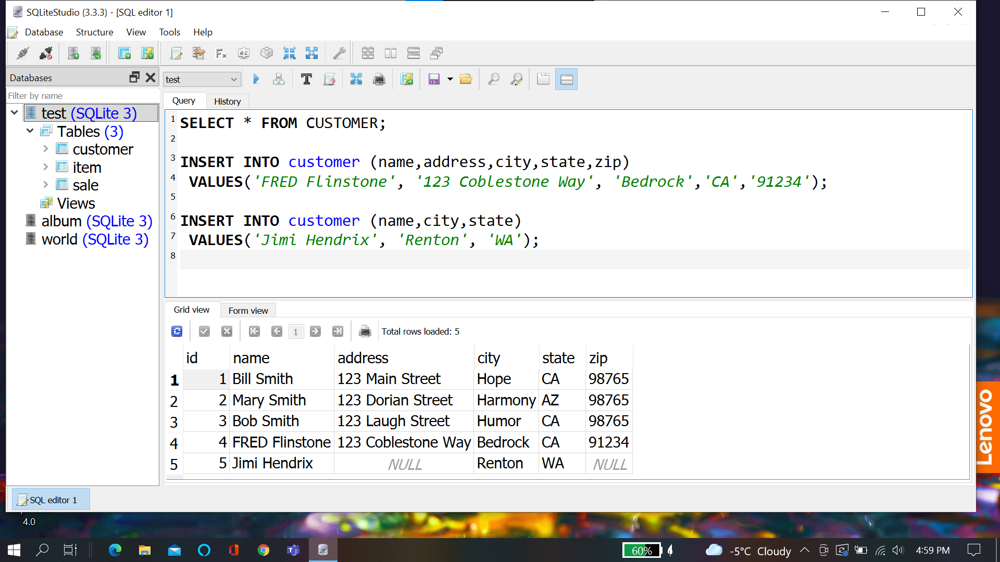 SQLiteStudio (3.3.3) - [SQL editor 1]
Database Structure View Tools Help
Databases
test
Filter by name
Query History
test (SQLite 3)
Tables (3)
customer
item
sale
Views
album (SQLite 3)
world (SQLite 3)
1 SELECT * FROM CUSTOMER;
2
3 INSERT INTO customer (name,address,city,state,zip)
4 VALUES('FRED Flinstone', '123 Coblestone Way', 'Bedrock','CA','91234');
5
6 INSERT INTO customer (name,city,state)
7 VALUES('Jimi Hendrix', 'Renton', 'WA');
8
Grid view Form view
1 Total rows loaded: 5
id name address city state zip
1 1 Bill Smith 123 Main Street Hope CA 98765
2 2 Mary Smith 123 Dorian Street Harmony AZ 98765
3 3 Bob Smith 123 Laugh Street Humor CA 98765
4 4 FRED Flinstone 123 Coblestone Way Bedrock CA 91234
5 5 Jimi Hendrix NULL Renton WA NULL
SQL editor 1
Lenovo
4.0
60% -5°C Cloudy 4:59 PM